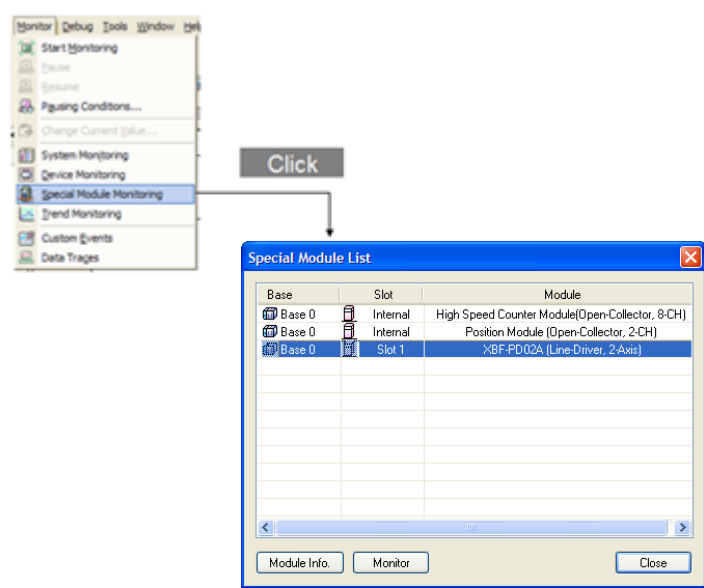 Monitor Debug Tools Window Hel
Start Monitoring
Pause
Resume
Pausing Conditions...
Change Current Value...
System Monitoring
Device Monitoring
Special Module Monitoring
Trend Monitoring
Custom Events
Data Traces
Click
Special Module List
Base Slot Module
Base 0 Internal High Speed Counter Module(Open-Collector, 8-CH)
Base 0 Internal Position Module (Open-Collector, 2-CH)
Base 0 Slot 1 XBF-PD02A (Line-Driver, 2-Axis)
Module Info. Monitor Close